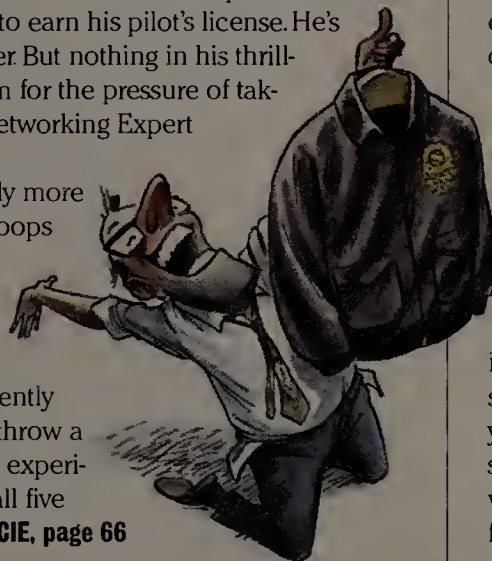 to earn his pilot's license. He's
er. But nothing in his thrill-
m for the pressure of tak-
etworking Expert
ly more
oops
ently
throw a
experi-
all five
CIE, page 66